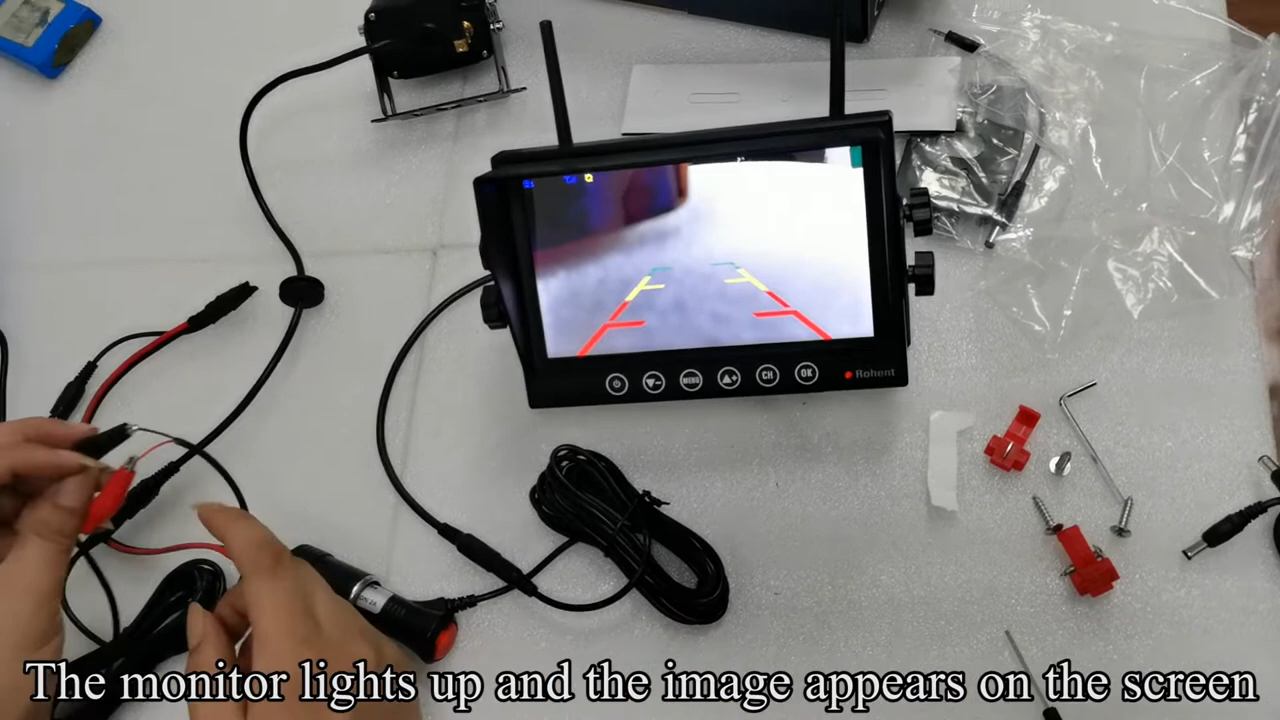 MENU
CH
OK
Rohent
The monitor lights up and the image appears on the screen